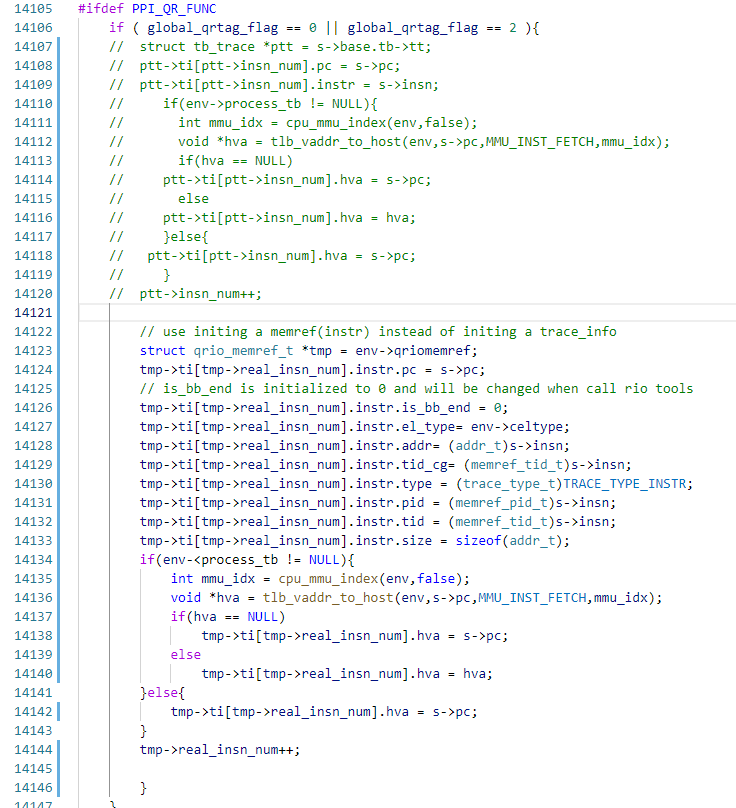 14105 #ifdef PPI_QR_FUNC
14106 if ( global_qrtag_flag == 0 || global_qrtag_flag == 2 ){
14107 // struct tb_trace *ptt = s->base.tb->tt;
14108 // ptt->ti[ptt->insn_num].pc = s->pc;
14109 // ptt->ti[ptt->insn_num].instr = s->insn;
14110 // if(env->process_tb != NULL){
14111 // int mmu_idx = cpu_mmu_index(env,false);
14112 // void *hva = tlb_vaddr_to_host(env,s->pc,MMU_INST_FETCH,mmu_idx);
14113 // if(hva == NULL)
14114 // ptt->ti[ptt->insn_num].hva = s->pc;
14115 // else
14116 // ptt->ti[ptt->insn_num].hva = hva;
14117 // }else{
14118 // ptt->ti[ptt->insn_num].hva = s->pc;
14119 // }
14120 // ptt->insn_num++;
14121
14122 // use initing a memref(instr) instead of initing a trace_info
14123 struct qrio_memref_t *tmp = env->qriomemref;
14124 tmp->ti[tmp->real_insn_num].instr.pc = s->pc;
14125 // is_bb_end is initialized to 0 and will be changed when call rio tools
14126 tmp->ti[tmp->real_insn_num].instr.is_bb_end = 0;
14127 tmp->ti[tmp->real_insn_num].instr.el_type= env->celtype;
14128 tmp->ti[tmp->real_insn_num].instr.addr= (addr_t)s->insn;
14129 tmp->ti[tmp->real_insn_num].instr.tid_cg= (memref_tid_t)s->insn;
14130 tmp->ti[tmp->real_insn_num].instr.type = (trace_type_t)TRACE_TYPE_INSTR;
14131 tmp->ti[tmp->real_insn_num].instr.pid = (memref_pid_t)s->insn;
14132 tmp->ti[tmp->real_insn_num].instr.tid = (memref_tid_t)s->insn;
14133 tmp->ti[tmp->real_insn_num].instr.size = sizeof(addr_t);
14134 if(env-<process_tb != NULL){
14135 int mmu_idx = cpu_mmu_index(env,false);
14136 void *hva = tlb_vaddr_to_host(env,s->pc,MMU_INST_FETCH,mmu_idx);
14137 if(hva == NULL)
14138 tmp->ti[tmp->real_insn_num].hva = s->pc;
14139 else
14140 tmp->ti[tmp->real_insn_num].hva = hva;
14141 }else{
14142 tmp->ti[tmp->real_insn_num].hva = s->pc;
14143 }
14144 tmp->real_insn_num++;
14145
14146 }
14147 }